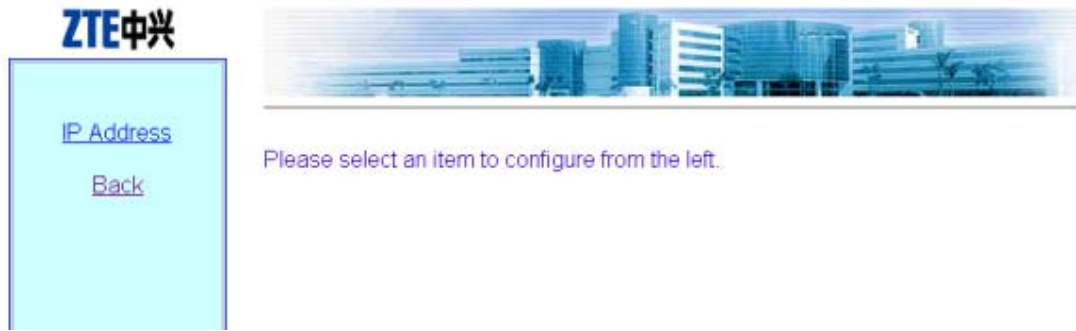 ZTE中兴
IP Address
Back
Please select an item to configure from the left.